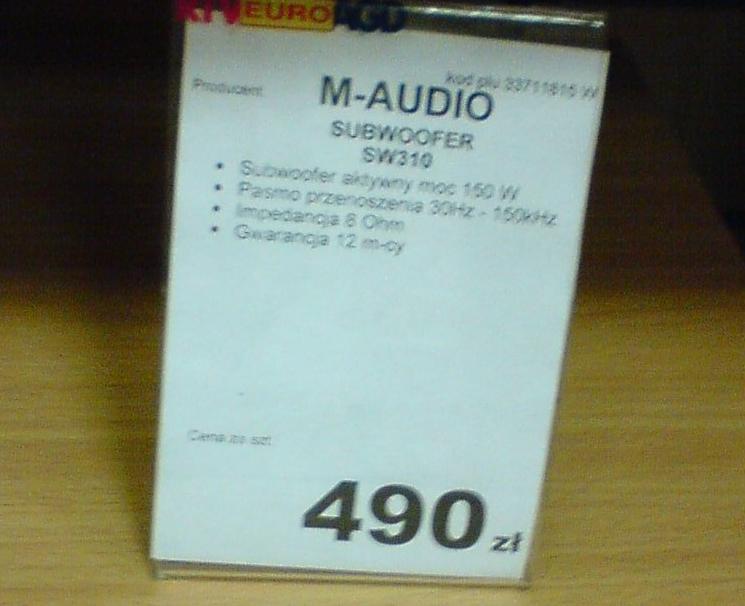 RTV EURO AGD
kod plu 33711815 W
Producent M-AUDIO
SUBWOOFER
SW310
• Subwoofer aktywny moc 150 W
• Pasmo przenoszenia 30Hz - 150kHz
• Impedancja 8 Ohm
• Gwarancja 12 m-cy
Cena za szt.
490 zł